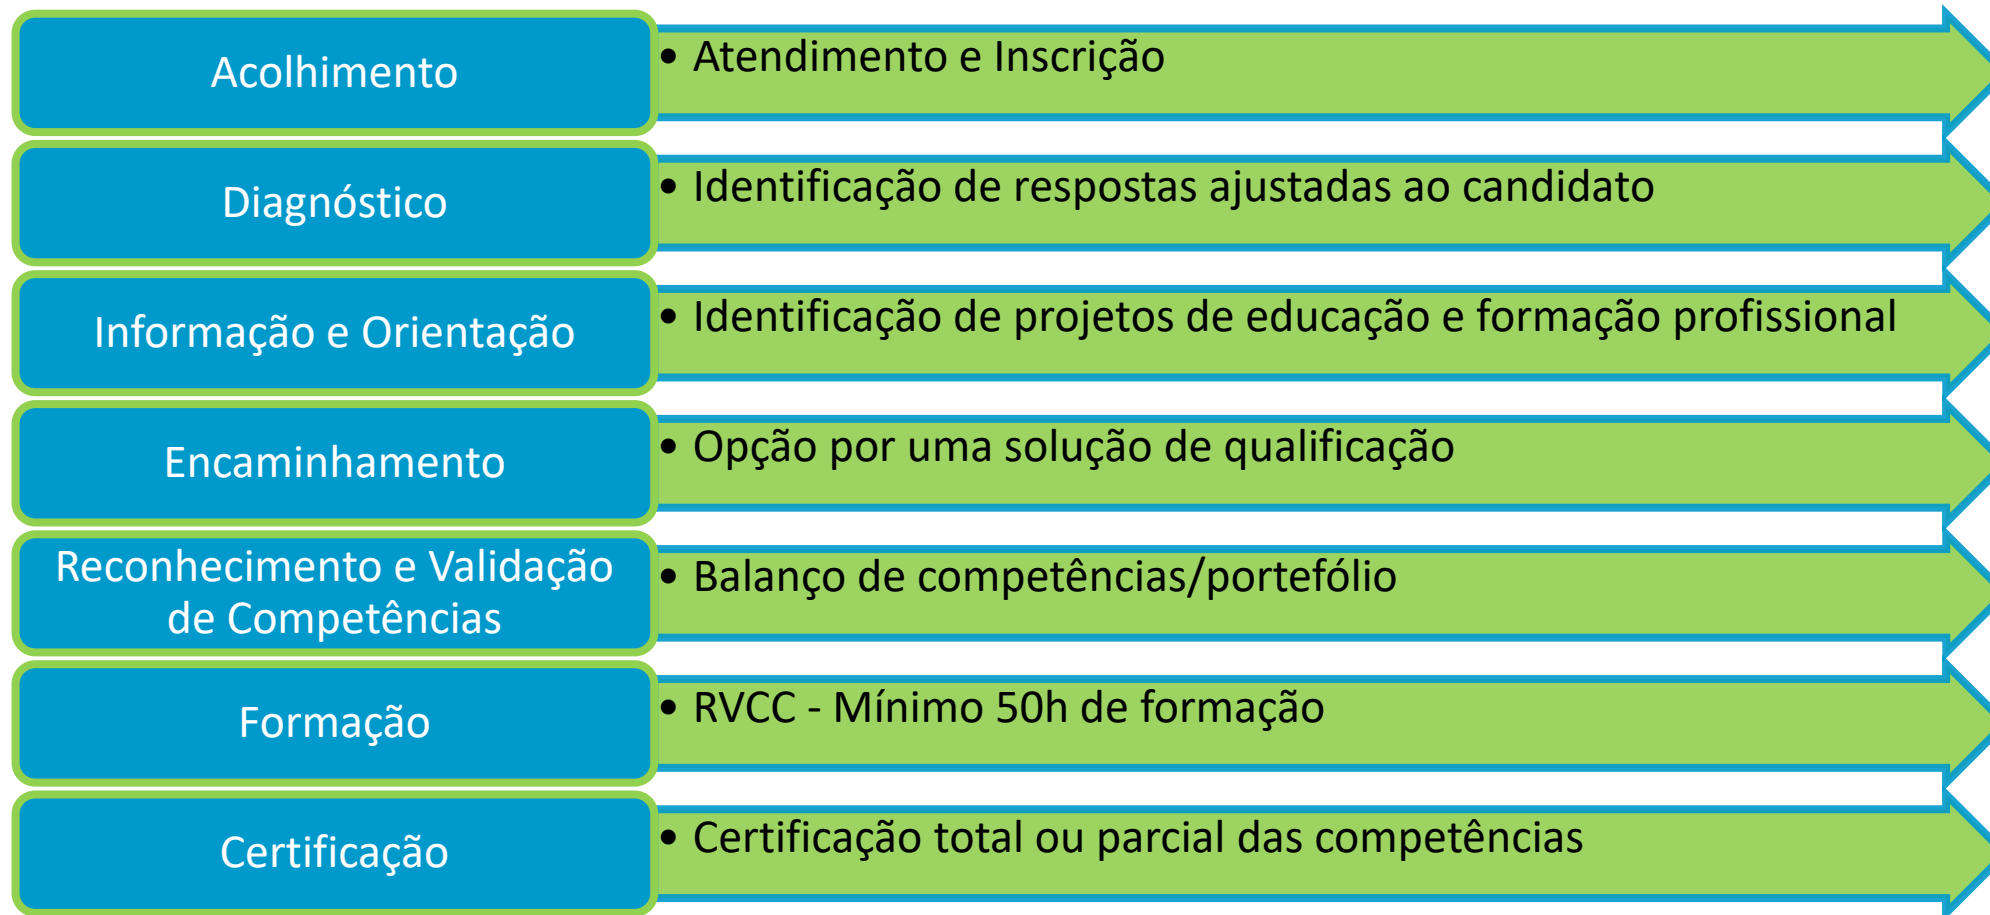 Acolhimento
• Atendimento e Inscrição
Diagnóstico
• Identificação de respostas ajustadas ao candidato
Informação e Orientação
• Identificação de projetos de educação e formação profissional
Encaminhamento
• Opção por uma solução de qualificação
Reconhecimento e Validação
de Competências
• Balanço de competências/portefólio
Formação
• RVCC - Mínimo 50h de formação
Certificação
• Certificação total ou parcial das competências